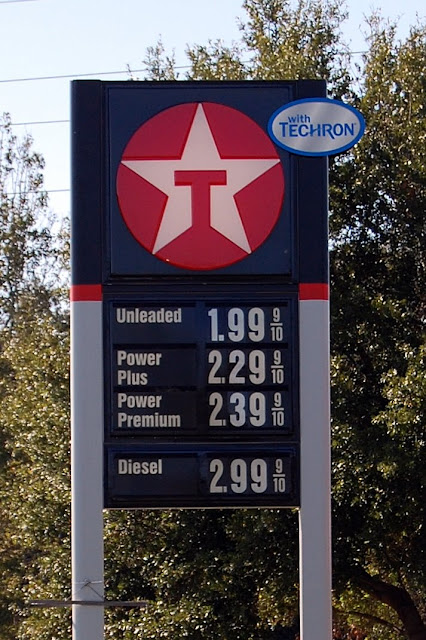 with
TECHRON
T
Unleaded 1.99 9/10
Power
Plus 2.29 9/10
Power
Premium 2.39 9/10
Diesel 2.99 9/10